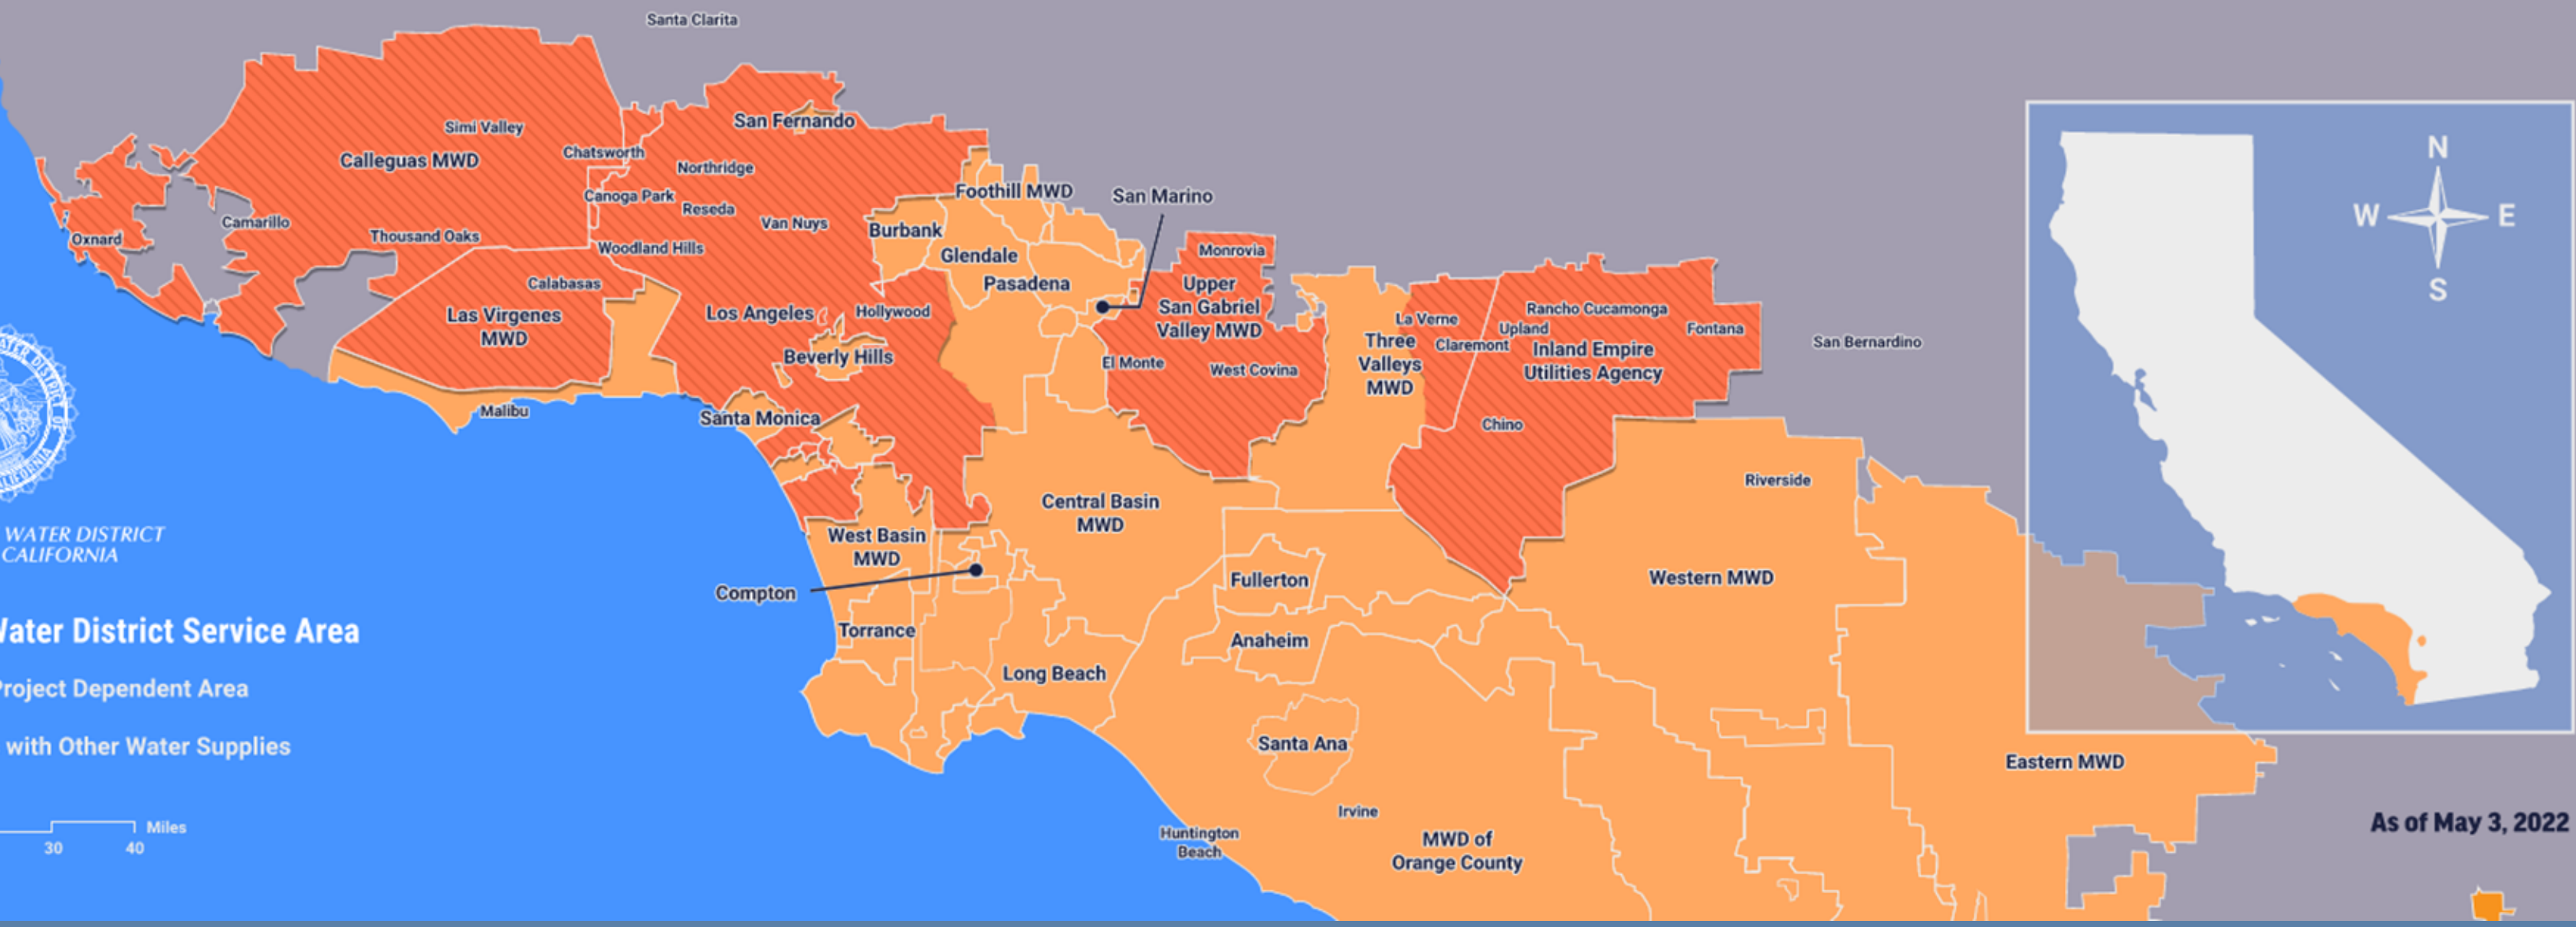 Santa Clarita
San Fernando
Simi Valley
Calleguas MWD
Chatsworth
Northridge
Canoga Park
Reseda
Van Nuys
Foothill MWD
San Marino
Burbank
Camarillo
Oxnard
Thousand Oaks
Woodland Hills
Glendale
Pasadena
Monrovia
Calabasas
Las Virgenes
MWD
Los Angeles
Hollywood
Upper
San Gabriel
Valley MWD
La Verne
Rancho Cucamonga
Upland
Fontana
Claremont
San Bernardino
Beverly Hills
El Monte
West Covina
Three
Valleys
MWD
Inland Empire
Utilities Agency
Malibu
Santa Monica
Chino
Riverside
Central Basin
MWD
West Basin
MWD
Compton
Fullerton
Western MWD
Torrance
Anaheim
Long Beach
Santa Ana
Irvine
Huntington
Beach
MWD of
Orange County
Eastern MWD
N
W E
S
WATER DISTRICT
CALIFORNIA
Water District Service Area
Project Dependent Area
with Other Water Supplies
Miles
30 40
As of May 3, 2022